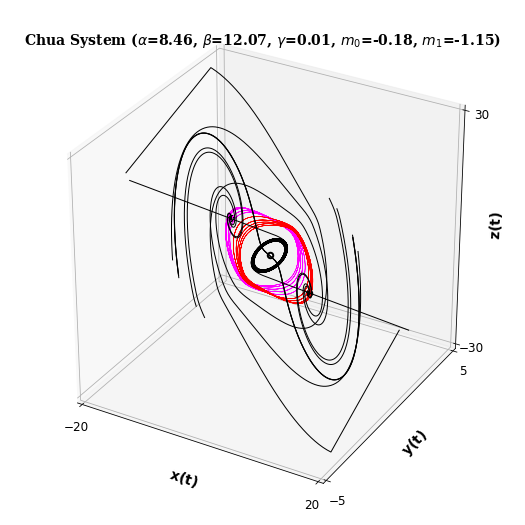 Chua System (α=8.46, β=12.07, γ=0.01, m₀=-0.18, m₁=-1.15)
30
z(t)
−30
5
−20
y(t)
x(t)
20
−5